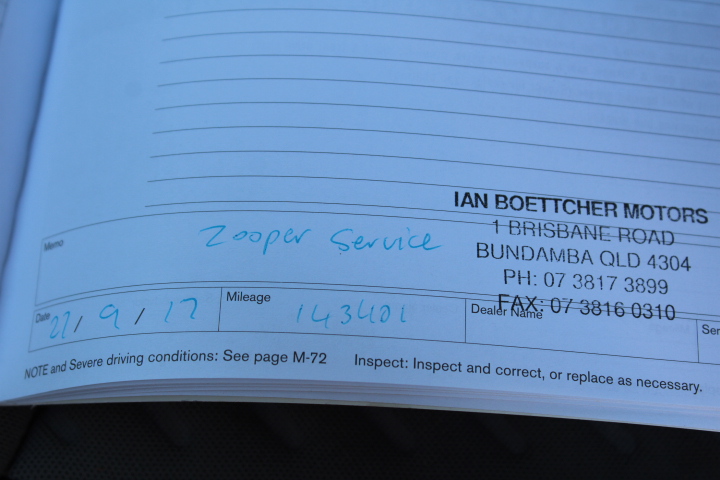 IAN BOETTCHER MOTORS
1 BRISBANE ROAD
BUNDAMBA QLD 4304
PH: 07 3817 3899
FAX: 07 3816 0310
Memo
Zooper Service
Date
/ 9 / 17
Mileage
143401
Dealer Name
Ser
NOTE and Severe driving conditions: See page M-72 Inspect: Inspect and correct, or replace as necessary.